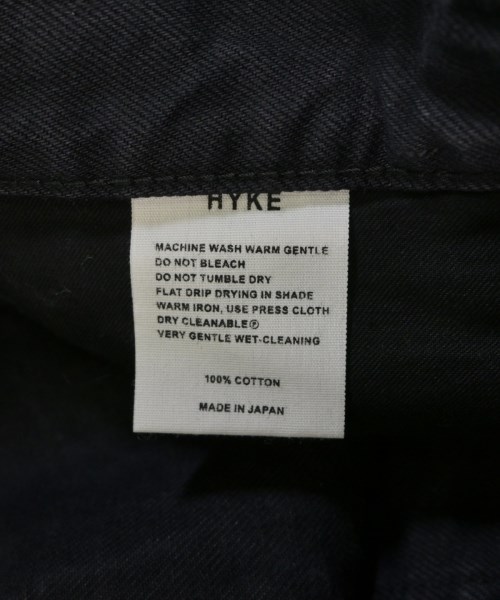 HYKE
MACHINE WASH WARM GENTLE
DO NOT BLEACH
DO NOT TUMBLE DRY
FLAT DRIP DRYING IN SHADE
WARM IRON, USE PRESS CLOTH
DRY CLEANABLEⓅ
VERY GENTLE WET-CLEANING
100% COTTON
MADE IN JAPAN